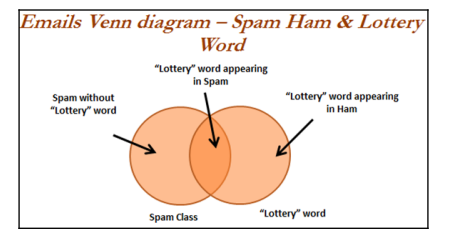 Emails Venn diagram – Spam Ham & Lottery
Word
“Lottery” word appearing
in Spam
Spam without
“Lottery” word
“Lottery” word appearing
in Ham
Spam Class
“Lottery” word